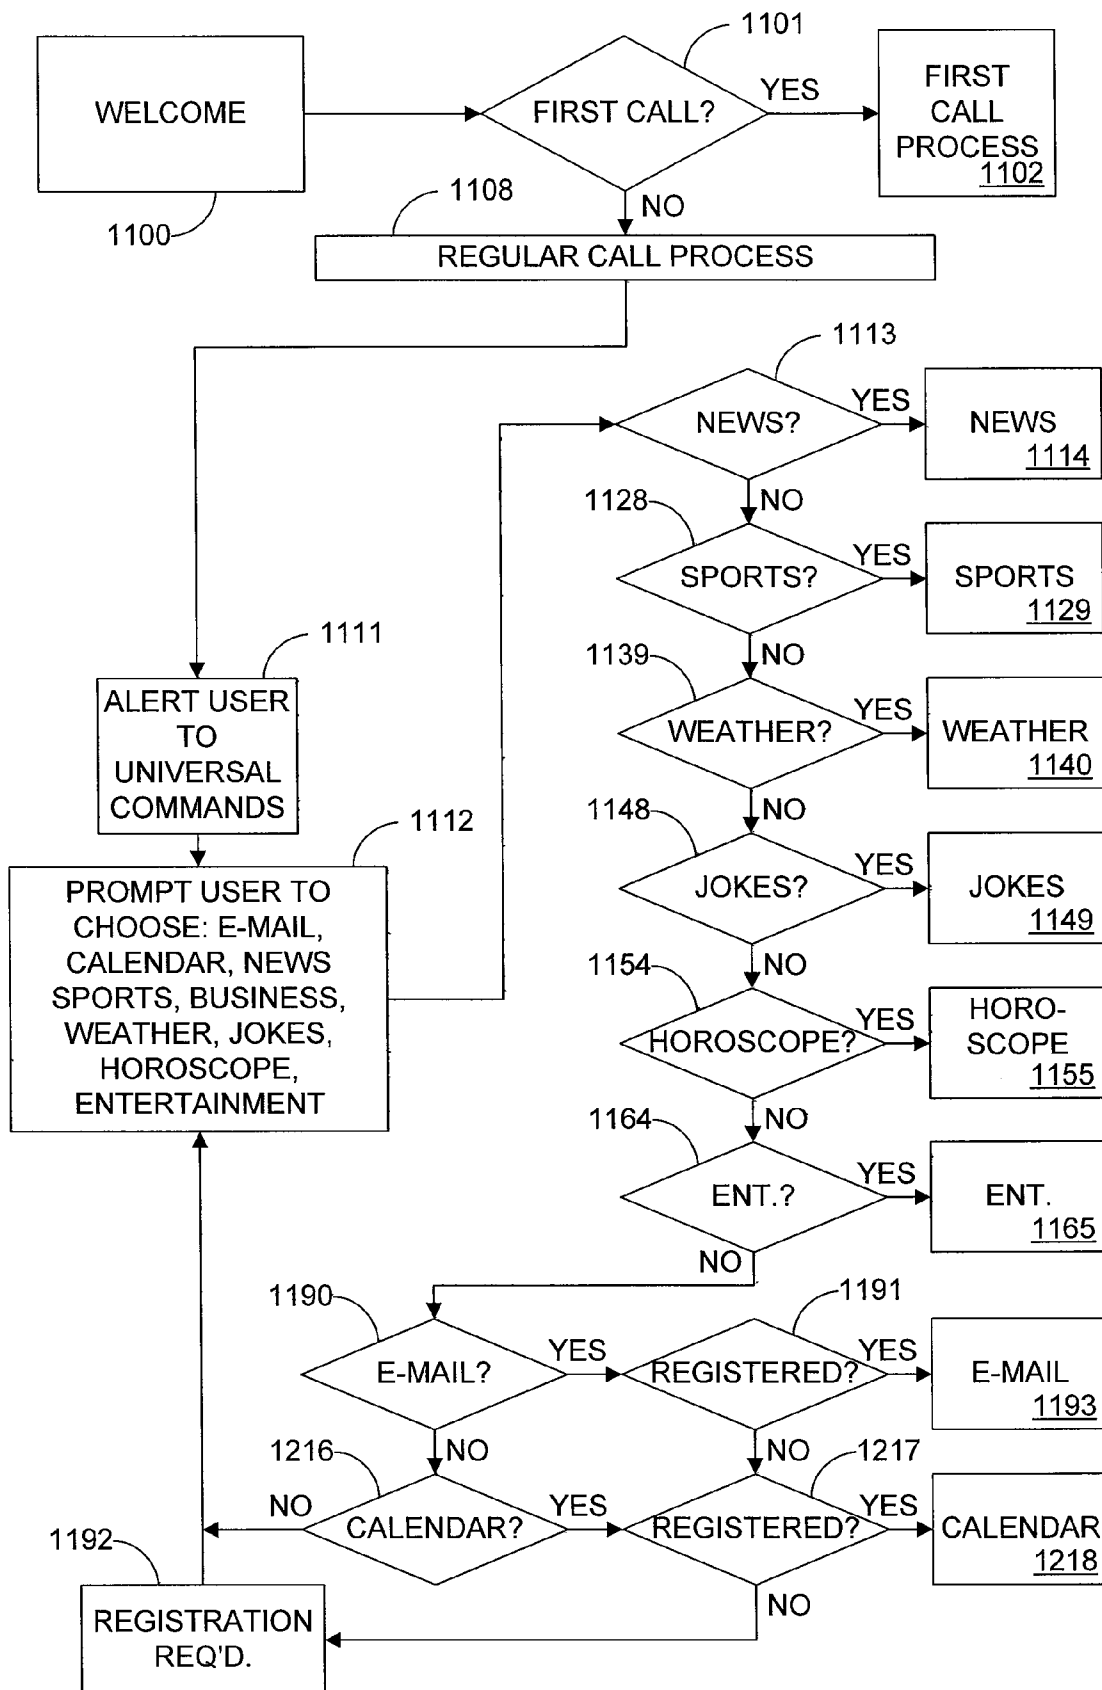 1101
WELCOME
FIRST CALL?
YES
FIRST
CALL
PROCESS
1102
1100
1108
NO
REGULAR CALL PROCESS
1113
NEWS?
YES
NEWS
1114
NO
1128
SPORTS?
YES
SPORTS
1129
NO
1111
1139
ALERT USER
TO
UNIVERSAL
COMMANDS
WEATHER?
YES
WEATHER
1140
NO
1112
1148
PROMPT USER TO
CHOOSE: E-MAIL,
CALENDAR, NEWS
SPORTS, BUSINESS,
WEATHER, JOKES,
HOROSCOPE,
ENTERTAINMENT
JOKES?
YES
JOKES
1149
NO
1154
HOROSCOPE?
YES
HORO-
SCOPE
1155
NO
1164
ENT.?
YES
ENT.
1165
NO
1190
1191
E-MAIL?
YES
REGISTERED?
YES
E-MAIL
1193
NO
NO
1216
1217
NO
CALENDAR?
YES
REGISTERED?
YES
CALENDAR
1218
1192
NO
REGISTRATION
REQ'D.